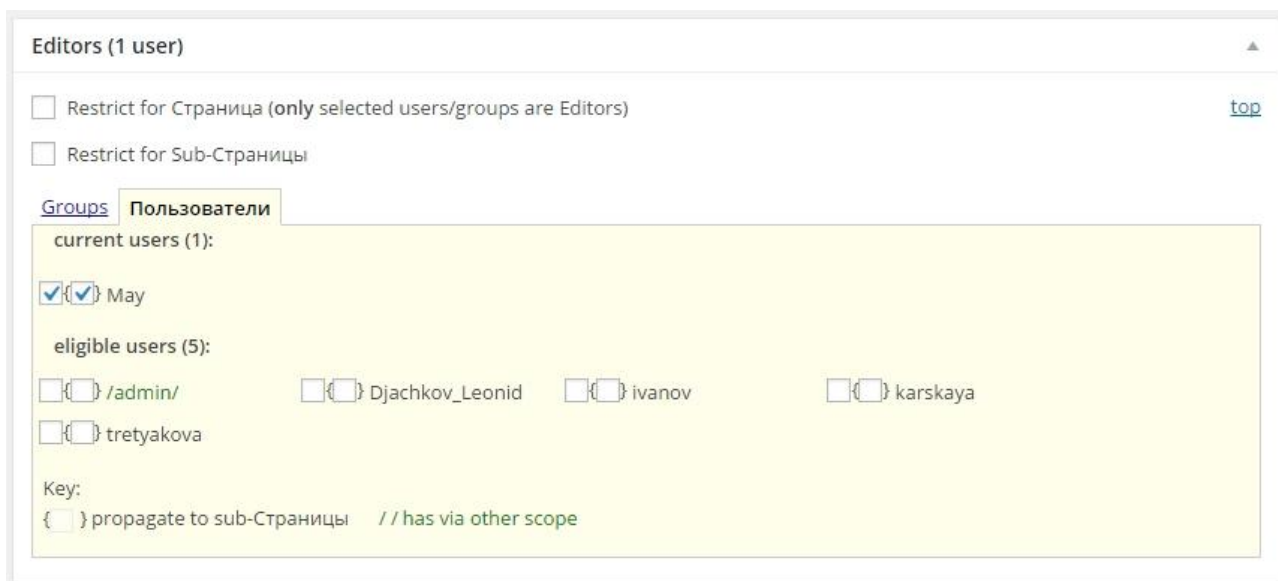 Editors (1 user)
Restrict for Страница (only selected users/groups are Editors) top
Restrict for Sub-Страницы
Groups Пользователи
current users (1):
{ } May
eligible users (5):
{ } /admin/ { } Djachkov_Leonid { } ivanov { } karskaya
{ } tretyakova
Key:
{ } propagate to sub-Страницы / / has via other scope